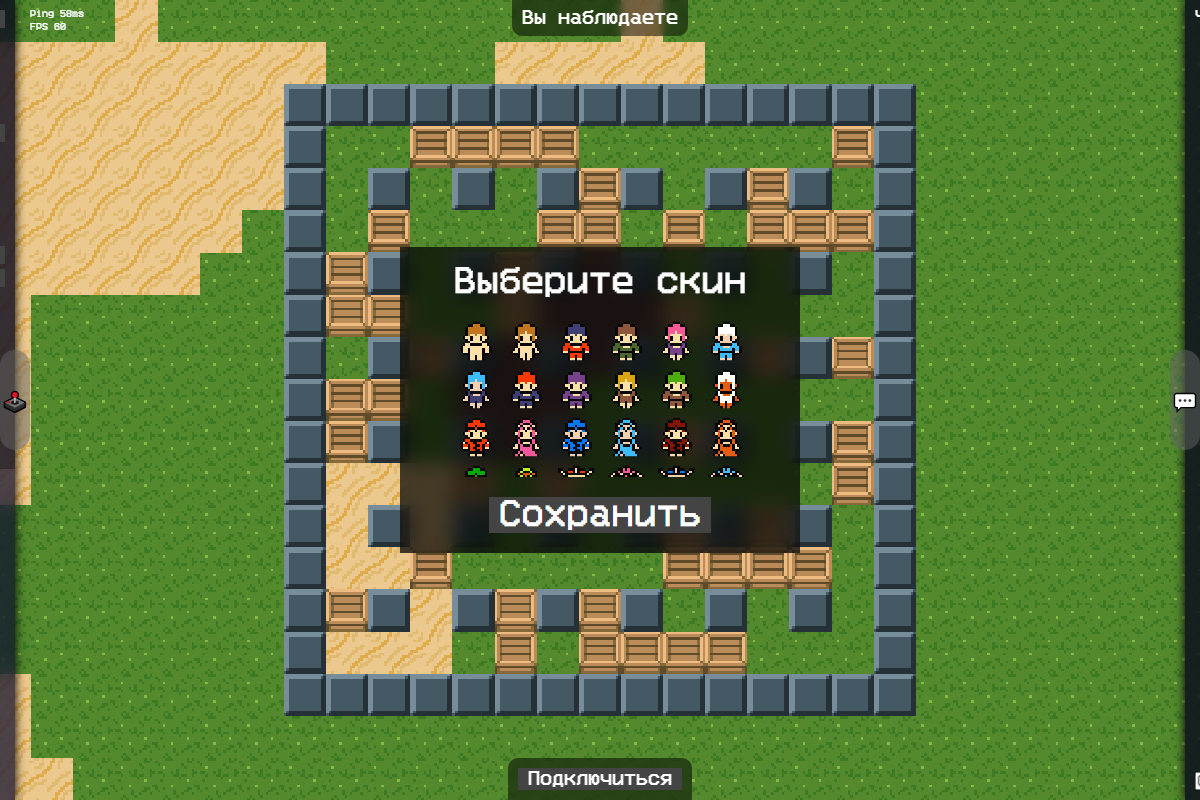 Ping 58ms
FPS 60
Вы наблюдаете
Выберите скин
Сохранить
Подключиться